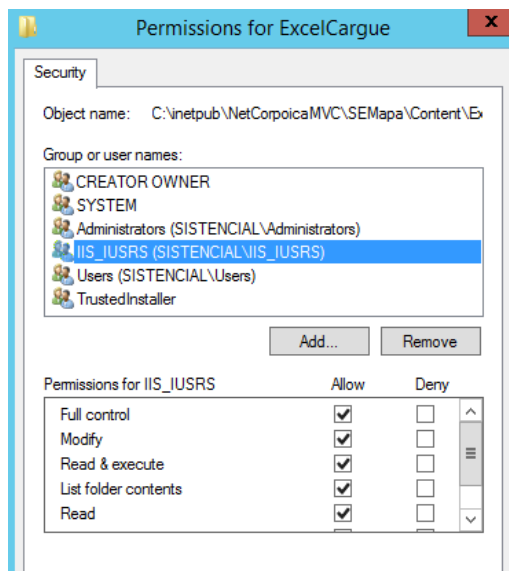 Permissions for ExcelCargue
x
Security
Object name: C:\inetpub\NetCorpoicaMVC\SEMapa\Content\Ex
Group or user names:
CREATOR OWNER
SYSTEM
Administrators (SISTENCIAL\Administrators)
IIS_IUSRS (SISTENCIAL\IIS_IUSRS)
Users (SISTENCIAL\Users)
TrustedInstaller
Add... Remove
Permissions for IIS_IUSRS Allow Deny
Full control
Modify
Read & execute
List folder contents
Read